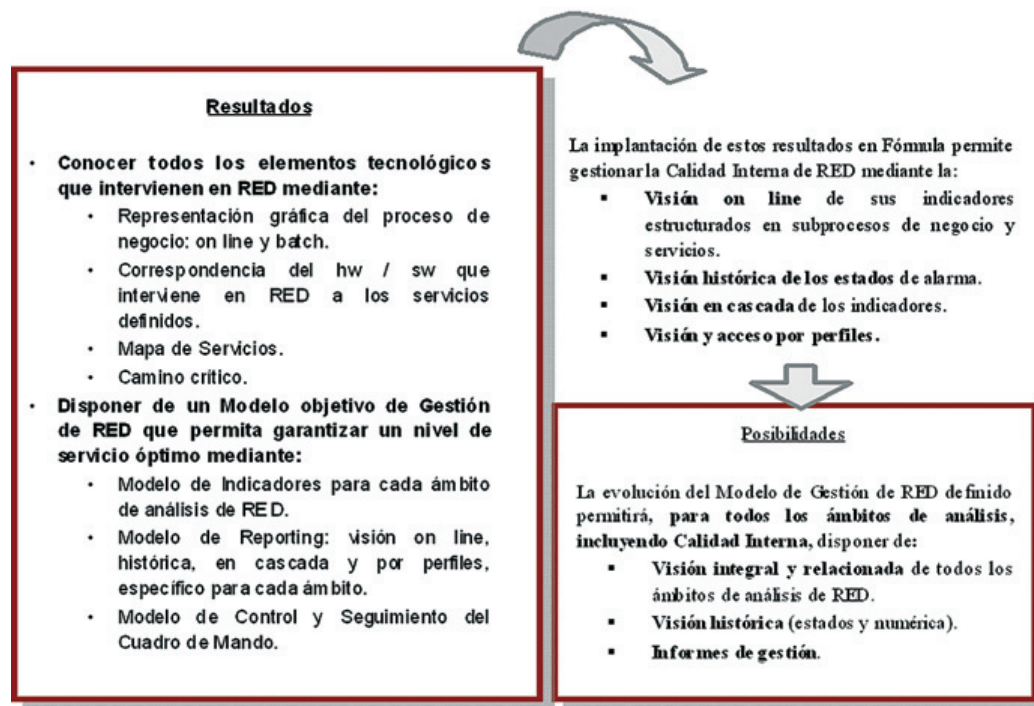 Resultados
· Conocer todos los elementos tecnológicos
que intervienen en RED mediante:
· Representación gráfica del proceso de
negocio: on line y batch.
· Correspondencia del hw / sw que
interviene en RED a los servicios
definidos.
· Mapa de Servicios.
· Camino crítico.
· Disponer de un Modelo objetivo de Gestión
de RED que permita garantizar un nivel de
servicio óptimo mediante:
· Modelo de Indicadores para cada ámbito
de análisis de RED.
· Modelo de Reporting: visión on line,
histórica, en cascada y por perfiles,
específico para cada ámbito.
· Modelo de Control y Seguimiento del
Cuadro de Mando.
La implantación de estos resultados en Fórmula permite
gestionar la Calidad Interna de RED mediante la:
▪ Visión on line de sus indicadores
estructurados en subprocesos de negocio y
servicios.
▪ Visión histórica de los estados de alarma.
▪ Visión en cascada de los indicadores.
▪ Visión y acceso por perfiles.
Posibilidades
La evolución del Modelo de Gestión de RED definido
permitirá, para todos los ámbitos de análisis,
incluyendo Calidad Interna, disponer de:
▪ Visión integral y relacionada de todos los
ámbitos de análisis de RED.
▪ Visión histórica (estados y numérica).
▪ Informes de gestión.